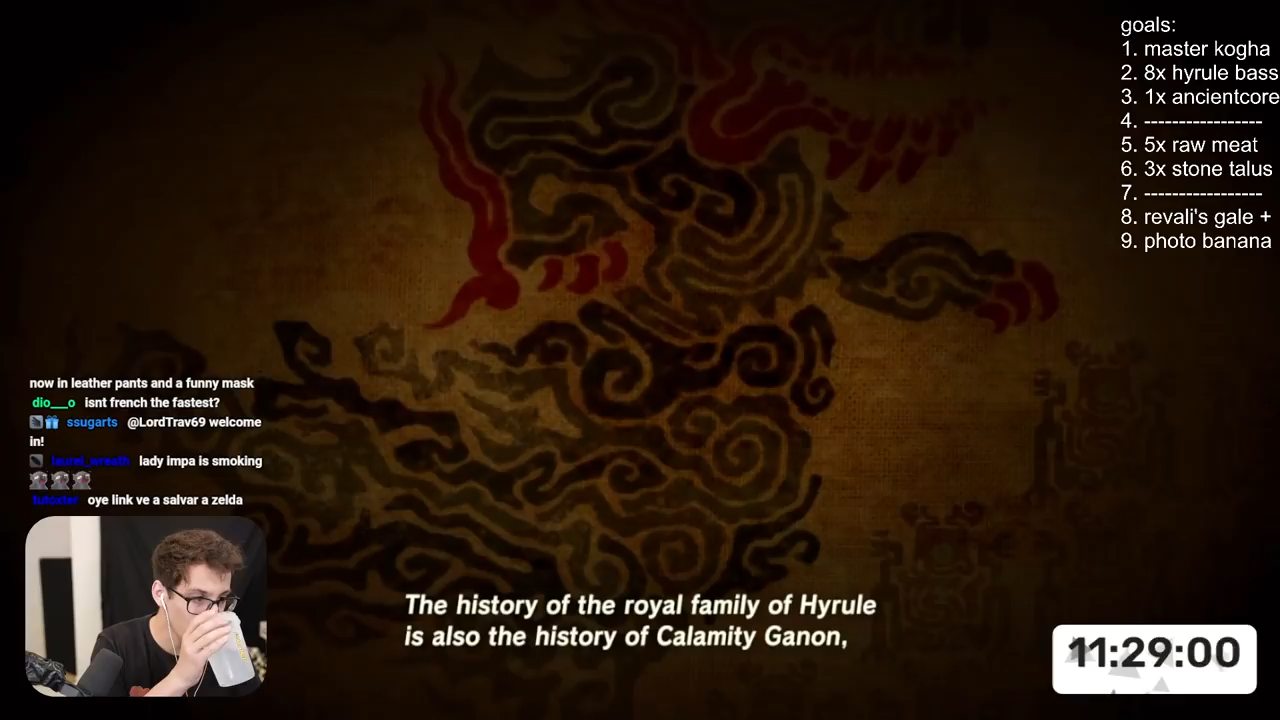 goals:
1. master kogha
2. 8x hyrule bass
3. 1x ancientcore
4. -----------------
5. 5x raw meat
6. 3x stone talus
7. -----------------
8. revali's gale +
9. photo banana
now in leather pants and a funny mask
dio___o isnt french the fastest?
ssugarts @LordTrav69 welcome
in!
laurel_wreath lady impa is smoking
tutoster oye link ve a salvar a zelda
The history of the royal family of Hyrule
is also the history of Calamity Ganon,
11:29:00